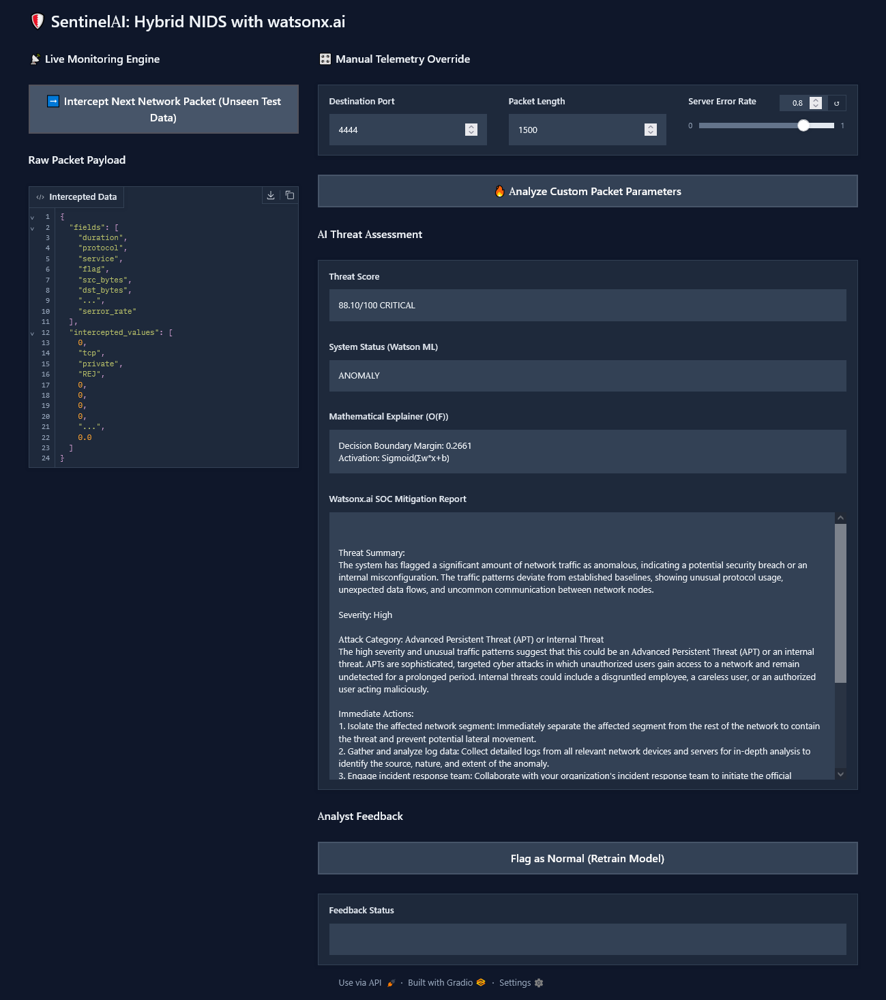 SentinelAI: Hybrid NIDS with watsonx.ai
Live Monitoring Engine
Intercept Next Network Packet (Unseen Test
Data)
Raw Packet Payload
Intercepted Data
1 {
2 "fields": [
3 "duration",
4 "protocol",
5 "service",
6 "flag",
7 "src_bytes",
8 "dst_bytes",
9 "...",
10 "serror_rate"
11 ],
12 "intercepted_values": [
13 0,
14 "tcp",
15 "private",
16 "REJ",
17 0,
18 0,
19 0,
20 0,
21 "...",
22 0.0
23 ]
24 }
Manual Telemetry Override
Destination Port
4444
Packet Length
1500
Server Error Rate
0.8
0
1
Analyze Custom Packet Parameters
AI Threat Assessment
Threat Score
88.10/100 CRITICAL
System Status (Watson ML)
ANOMALY
Mathematical Explainer (O(F))
Decision Boundary Margin: 0.2661
Activation: Sigmoid(Σw*x+b)
Watsonx.ai SOC Mitigation Report
Threat Summary:
The system has flagged a significant amount of network traffic as anomalous, indicating a potential security breach or an
internal misconfiguration. The traffic patterns deviate from established baselines, showing unusual protocol usage,
unexpected data flows, and uncommon communication between network nodes.
Severity: High
Attack Category: Advanced Persistent Threat (APT) or Internal Threat
The high severity and unusual traffic patterns suggest that this could be an Advanced Persistent Threat (APT) or an internal
threat. APTs are sophisticated, targeted cyber attacks in which unauthorized users gain access to a network and remain
undetected for a prolonged period. Internal threats could include a disgruntled employee, a careless user, or an authorized
user acting maliciously.
Immediate Actions:
1. Isolate the affected network segment: Immediately separate the affected segment from the rest of the network to contain
the threat and prevent potential lateral movement.
2. Gather and analyze log data: Collect detailed logs from all relevant network devices and servers for in-depth analysis to
identify the source, nature, and extent of the anomaly.
3. Engage incident response team: Collaborate with your organization's incident response team to initiate the official
Analyst Feedback
Flag as Normal (Retrain Model)
Feedback Status
Use via API · Built with Gradio · Settings